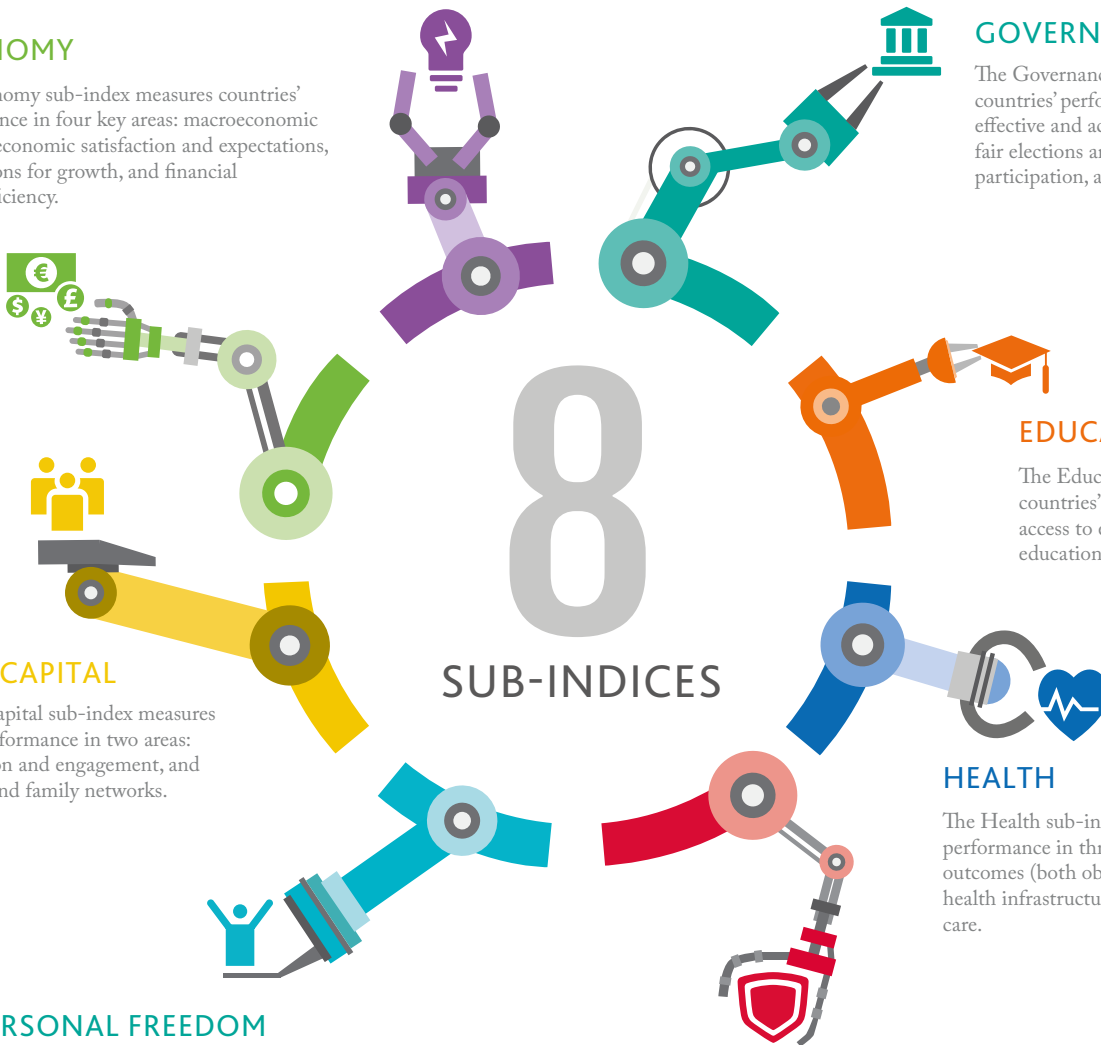 NOMY
nomy sub-index measures countries'
nce in four key areas: macroeconomic
economic satisfaction and expectations,
ons for growth, and financial
iciency.
€
$
¥
£
GOVERN
The Governanc
countries' perfo
effective and ac
fair elections an
participation, a
EDUCA
The Educ
countries'
access to e
education
8
SUB-INDICES
CAPITAL
apital sub-index measures
formance in two areas:
on and engagement, and
nd family networks.
HEALTH
The Health sub-in
performance in thr
outcomes (both ob
health infrastructu
care.
RSONAL FREEDOM